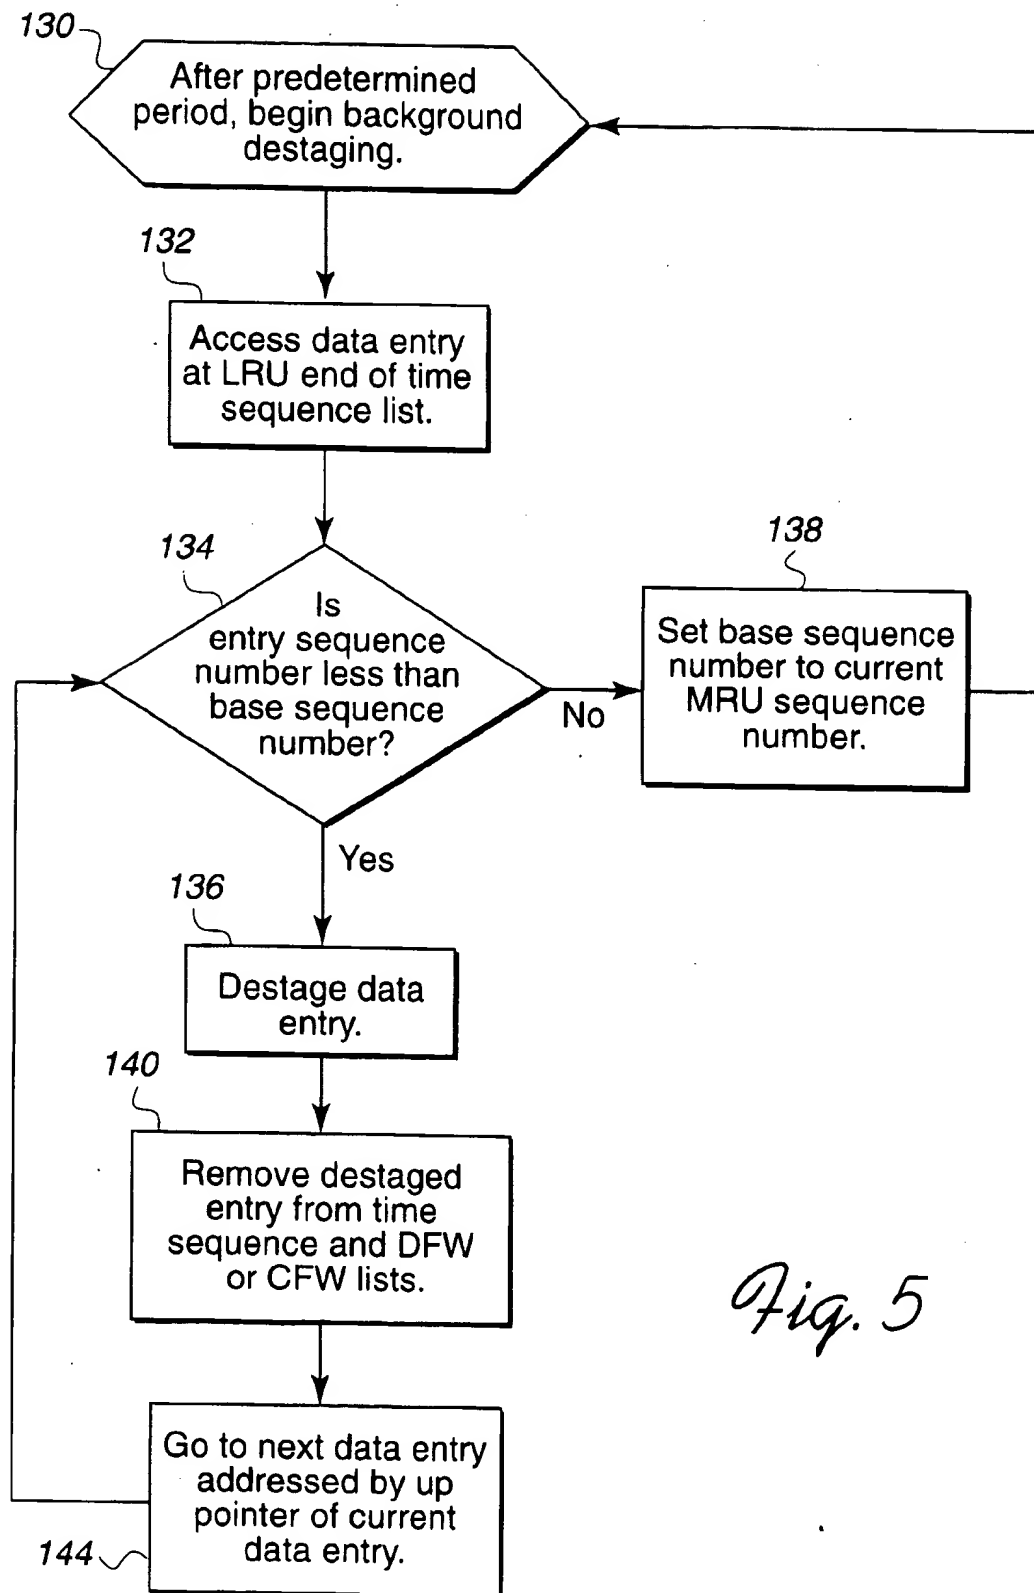 130
After predetermined
period, begin background
destaging.
132
Access data entry
at LRU end of time
sequence list.
134
Is
entry sequence
number less than
base sequence
number?
No
138
Set base sequence
number to current
MRU sequence
number.
Yes
136
Destage data
entry.
140
Remove destaged
entry from time
sequence and DFW
or CFW lists.
Go to next data entry
addressed by up
pointer of current
data entry.
144
Fig. 5